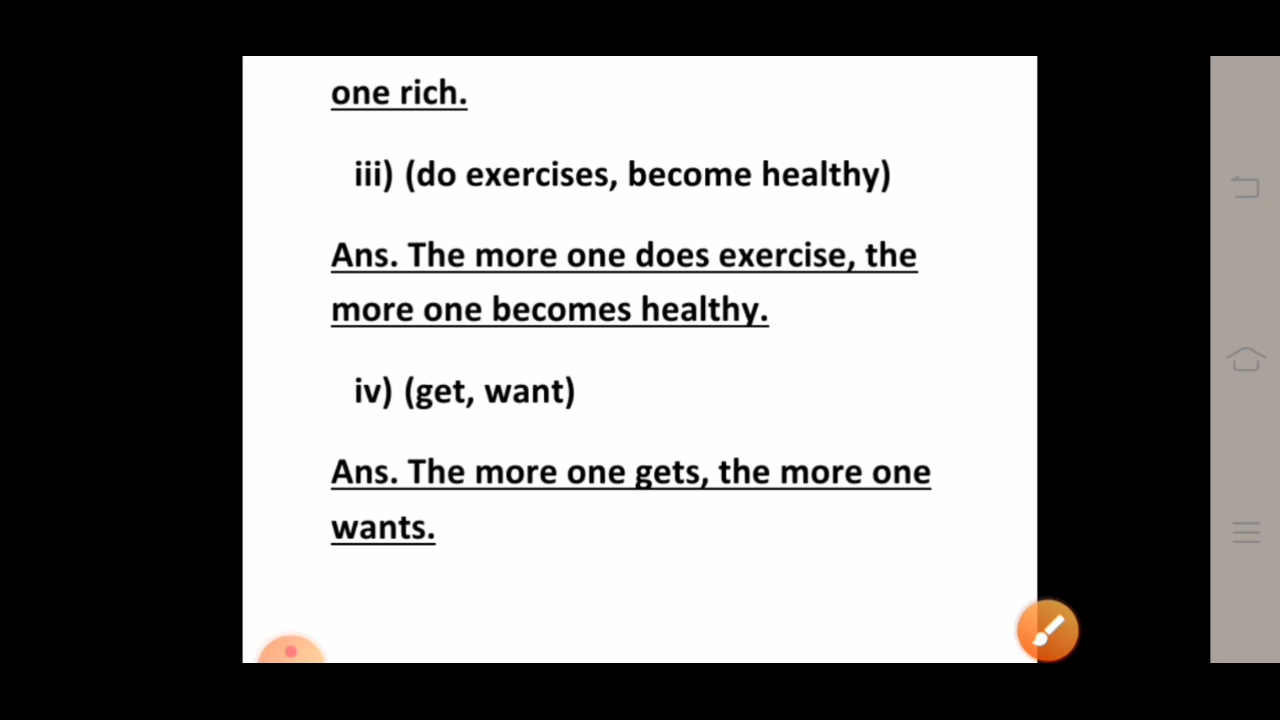 one rich.
iii) (do exercises, become healthy)
Ans. The more one does exercise, the
more one becomes healthy.
iv) (get, want)
Ans. The more one gets, the more one
wants.